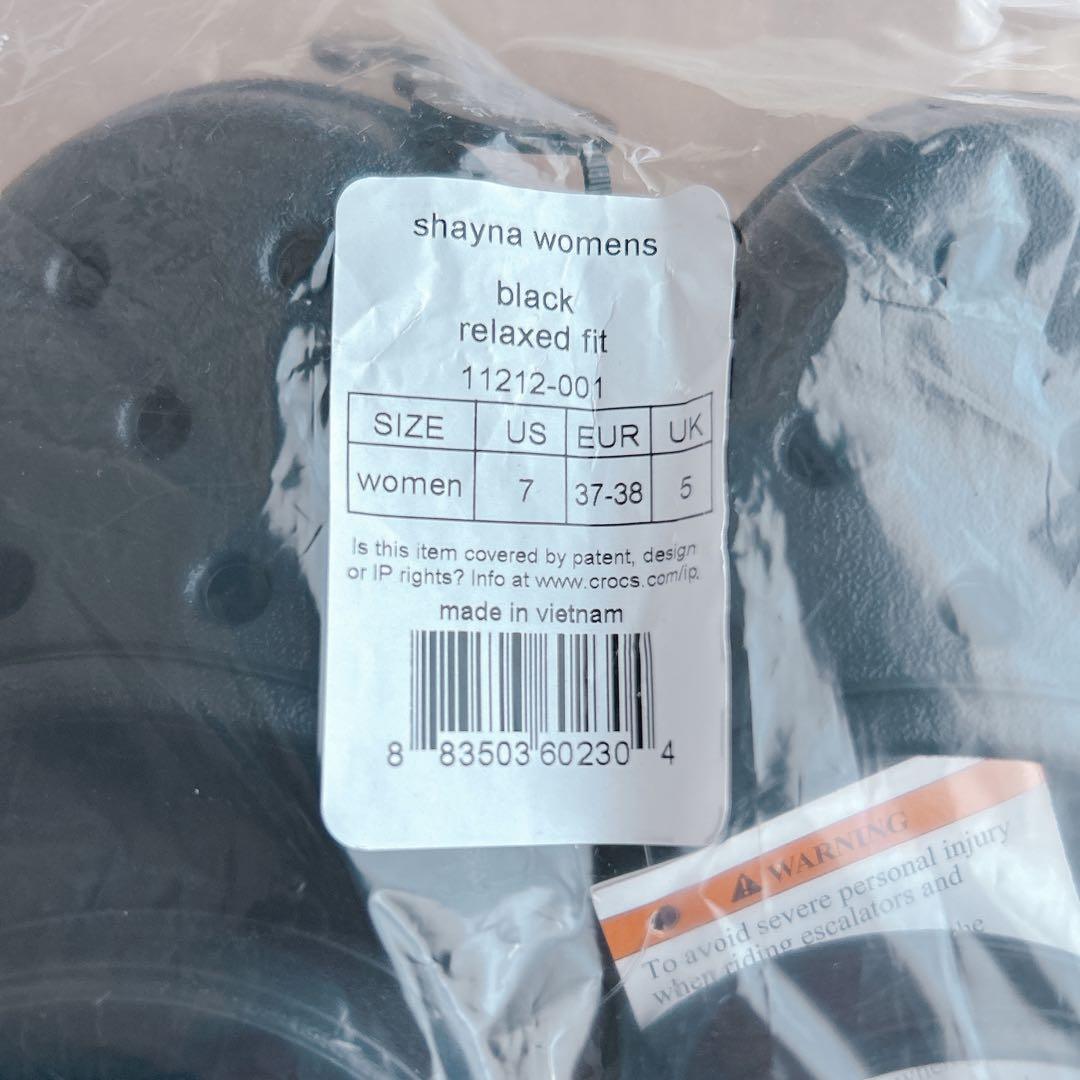 shayna womens
black
relaxed fit
11212-001
SIZE US EUR UK
women 7 37-38 5
Is this item covered by patent, design
or IP rights? Info at www.crocs.com/ip.
made in vietnam
8 83503 60230 4
WARNING
To avoid severe personal injury
when riding escalators and
the